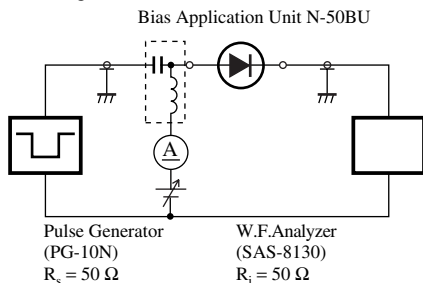 Bias Application Unit N-50BU
A
Pulse Generator
(PG-10N)
Rs = 50 Ω
W.F.Analyzer
(SAS-8130)
Ri = 50 Ω